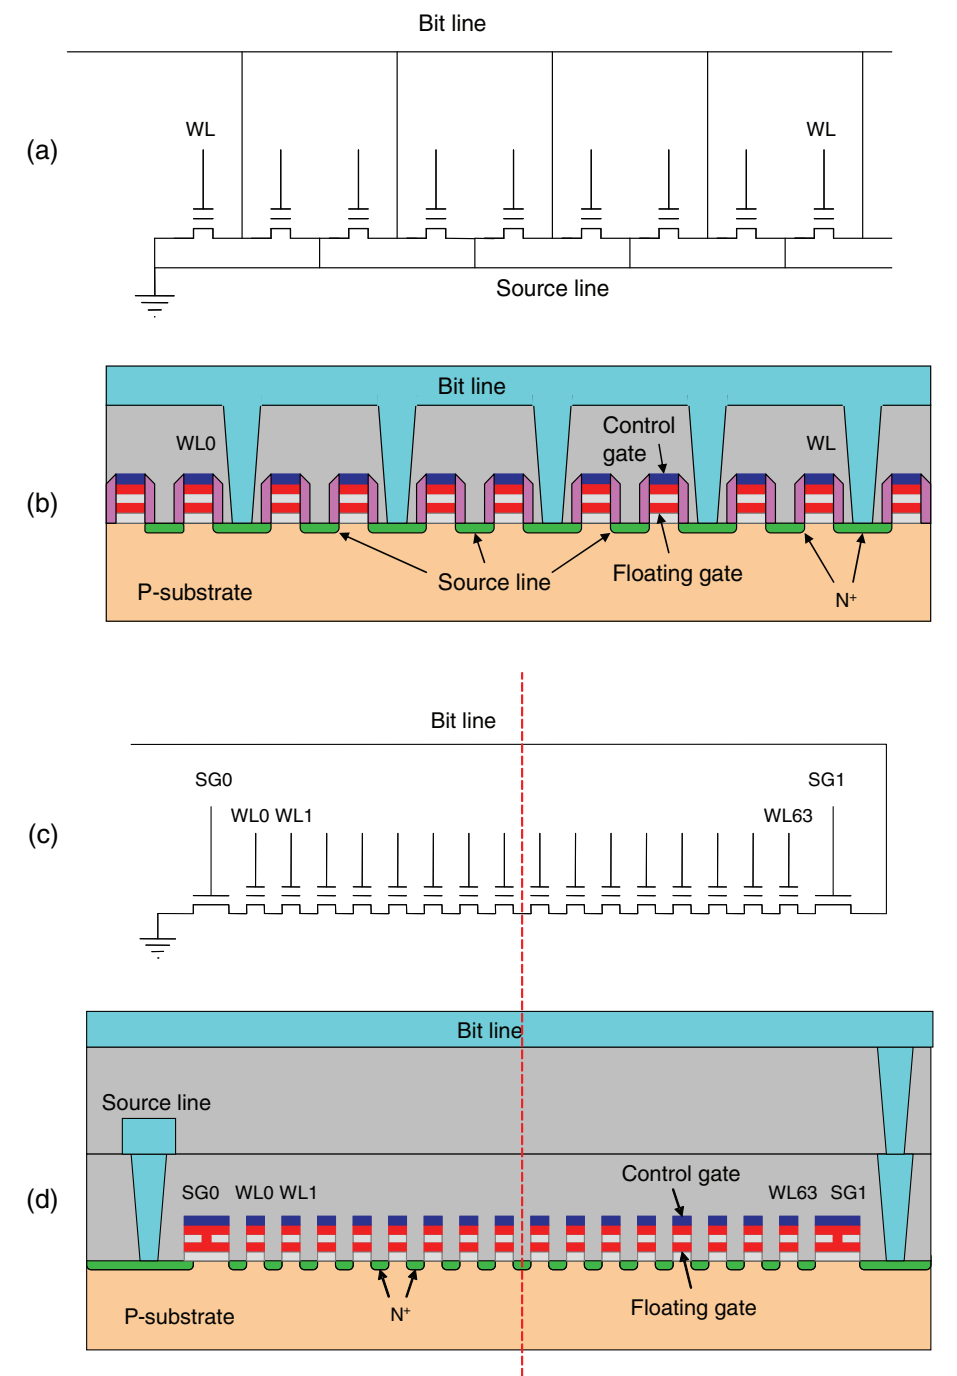 Bit line
WL WL
(a)
Source line
Bit line
Control
gate
WL0 WL
(b)
Floating gate
Source line
P-substrate
N⁺
Bit line
SG0 SG1
WL0 WL1 WL63
(c)
Bit line
Source line
Control gate
(d)
SG0 WL0 WL1 WL63 SG1
N⁺
Floating gate
P-substrate